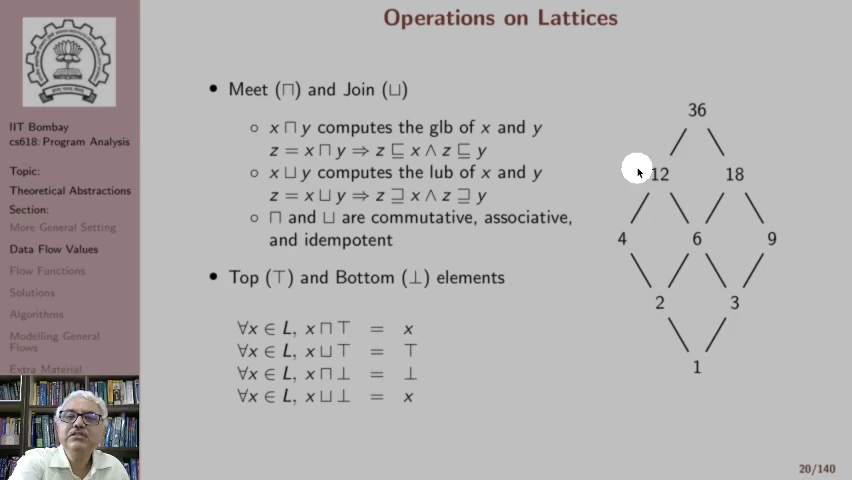 Operations on Lattices
IIT Bombay
cs618: Program Analysis
Topic:
Theoretical Abstractions
Section:
More General Setting
Data Flow Values
Flow Functions
Solutions
Algorithms
Modelling General
Flows
Extra Material
• Meet (⊓) and Join (⊔)
○ x ⊓ y computes the glb of x and y
z = x ⊓ y ⇒ z ⊑ x ∧ z ⊑ y
○ x ⊔ y computes the lub of x and y
z = x ⊔ y ⇒ z ⊒ x ∧ z ⊒ y
○ ⊓ and ⊔ are commutative, associative,
and idempotent
• Top (⊤) and Bottom (⊥) elements
∀x ∈ L, x ⊓ ⊤ = x
∀x ∈ L, x ⊔ ⊤ = ⊤
∀x ∈ L, x ⊓ ⊥ = ⊥
∀x ∈ L, x ⊔ ⊥ = x
36
12 18
4 6 9
2 3
1
20/140